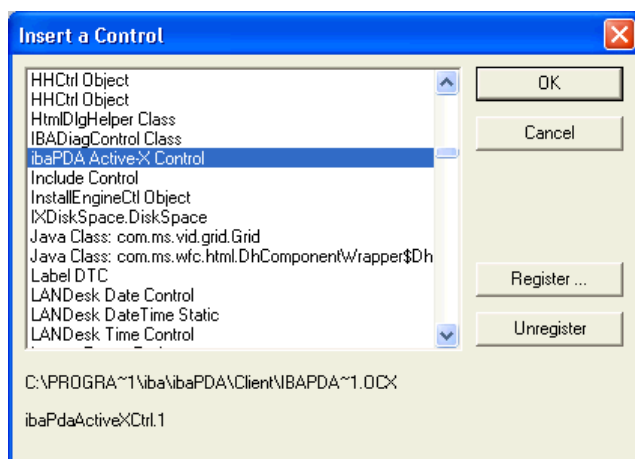 Insert a Control
HHCtrl Object
HHCtrl Object
HtmlDlgHelper Class
IBADiagControl Class
ibaPDA Active-X Control
Include Control
InstallEngineCtl Object
IXDiskSpace.DiskSpace
Java Class: com.ms.vid.grid.Grid
Java Class: com.ms.wfc.html.DhComponentWrapper$Dh
Label DTC
LANDesk Date Control
LANDesk DateTime Static
LANDesk Time Control
OK
Cancel
Register ...
Unregister
C:\PROGRA~1\iba\ibaPDA\Client\IBAPDA~1.OCX
ibaPdaActiveXCtrl.1